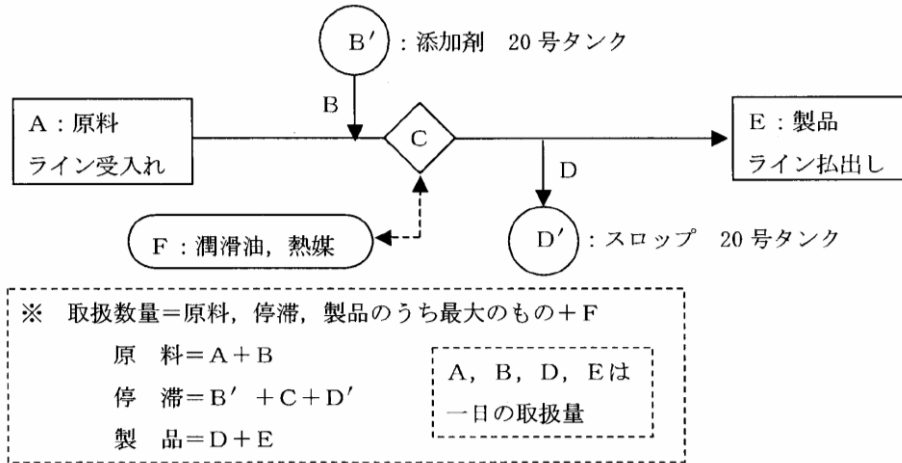 B′：添加剤 20号タンク
B
A：原料
ライン受入れ
C
E：製品
ライン払出し
D
F：潤滑油，熱媒
D′：スロップ 20号タンク
※ 取扱数量＝原料，停滞，製品のうち最大のもの＋F
原 料＝A＋B
停 滞＝B′＋C＋D′
製 品＝D＋E
A，B，D，Eは
一日の取扱量